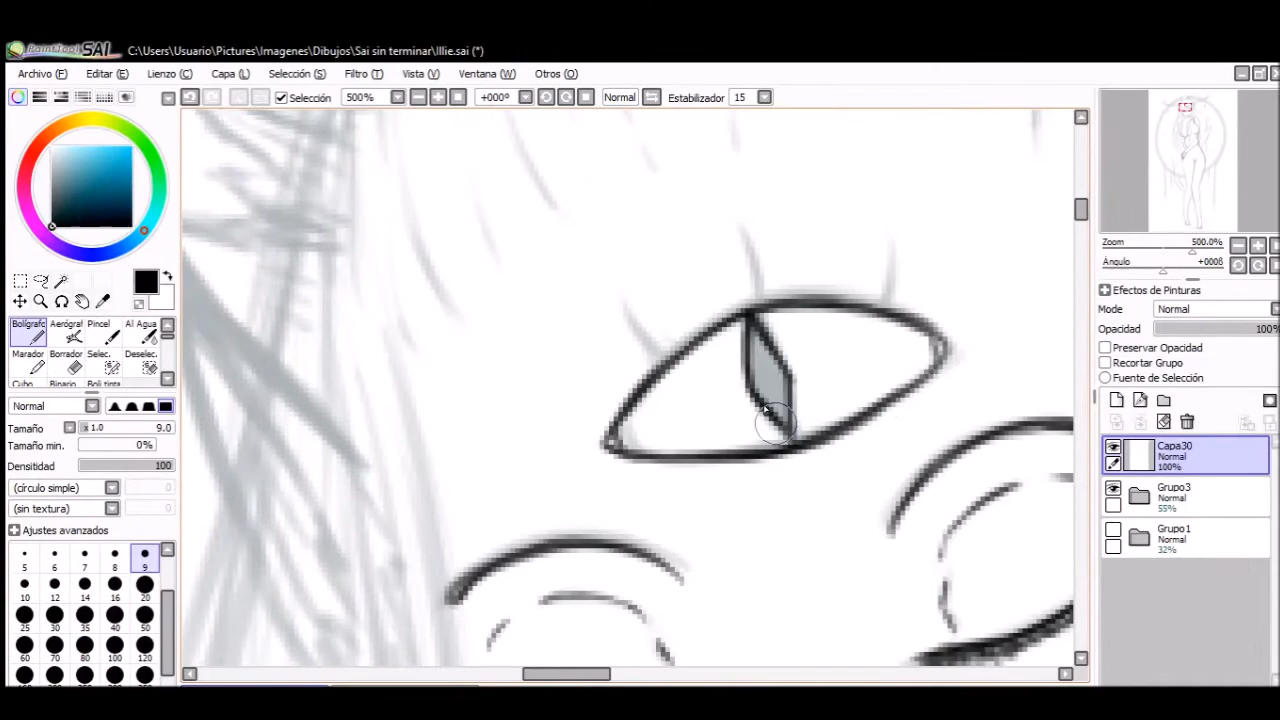 PaintTool SAI C:\Users\Usuario\Pictures\Imagenes\Dibujos\Sai sin terminar\Illie.sai (*)
Archivo (F) Editar (E) Lienzo (C) Capa (L) Selección (S) Filtro (T) Vista (V) Ventana (W) Otros (O)
Selección 500% +000° Normal Estabilizador 15
Zoom 500.0%
Ángulo +000ß
Efectos de Pinturas
Modo Normal
Opacidad 100%
Preservar Opacidad
Recortar Grupo
Fuente de Selección
Bolígrafc Aerógraf Pincel Al Agua
Marador Borrador Selec. Deselec.
Cubo Binario Boli tinta
Normal
Tamaño x 1.0 9.0
Tamaño min. 0%
Densitidad 100
(círculo simple) 0
(sin textura) 0
Ajustes avanzados
5 6 7 8 9
10 12 14 16 20
25 30 35 40 50
60 70 80 100 120
Capa30
Normal
100%
Grupo3
Normal
55%
Grupo1
Normal
32%